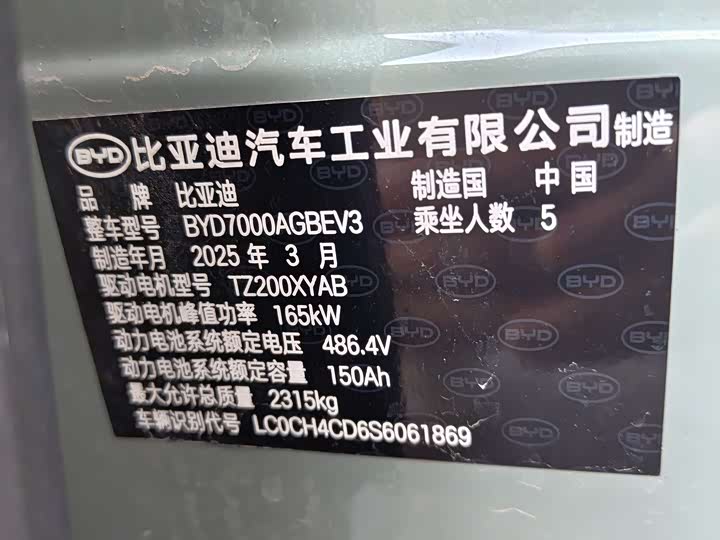 BYD 比亚迪汽车工业有限公司制造
品 牌 比亚迪 制造国 中国
整车型号 BYD7000AGBEV3 乘坐人数 5
制造年月 2025 年 3 月
驱动电机型号 TZ200XYAB
驱动电机峰值功率 165kW
动力电池系统额定电压 486.4V
动力电池系统额定容量 150Ah
最大允许总质量 2315kg
车辆识别代号 LC0CH4CD6S6061869